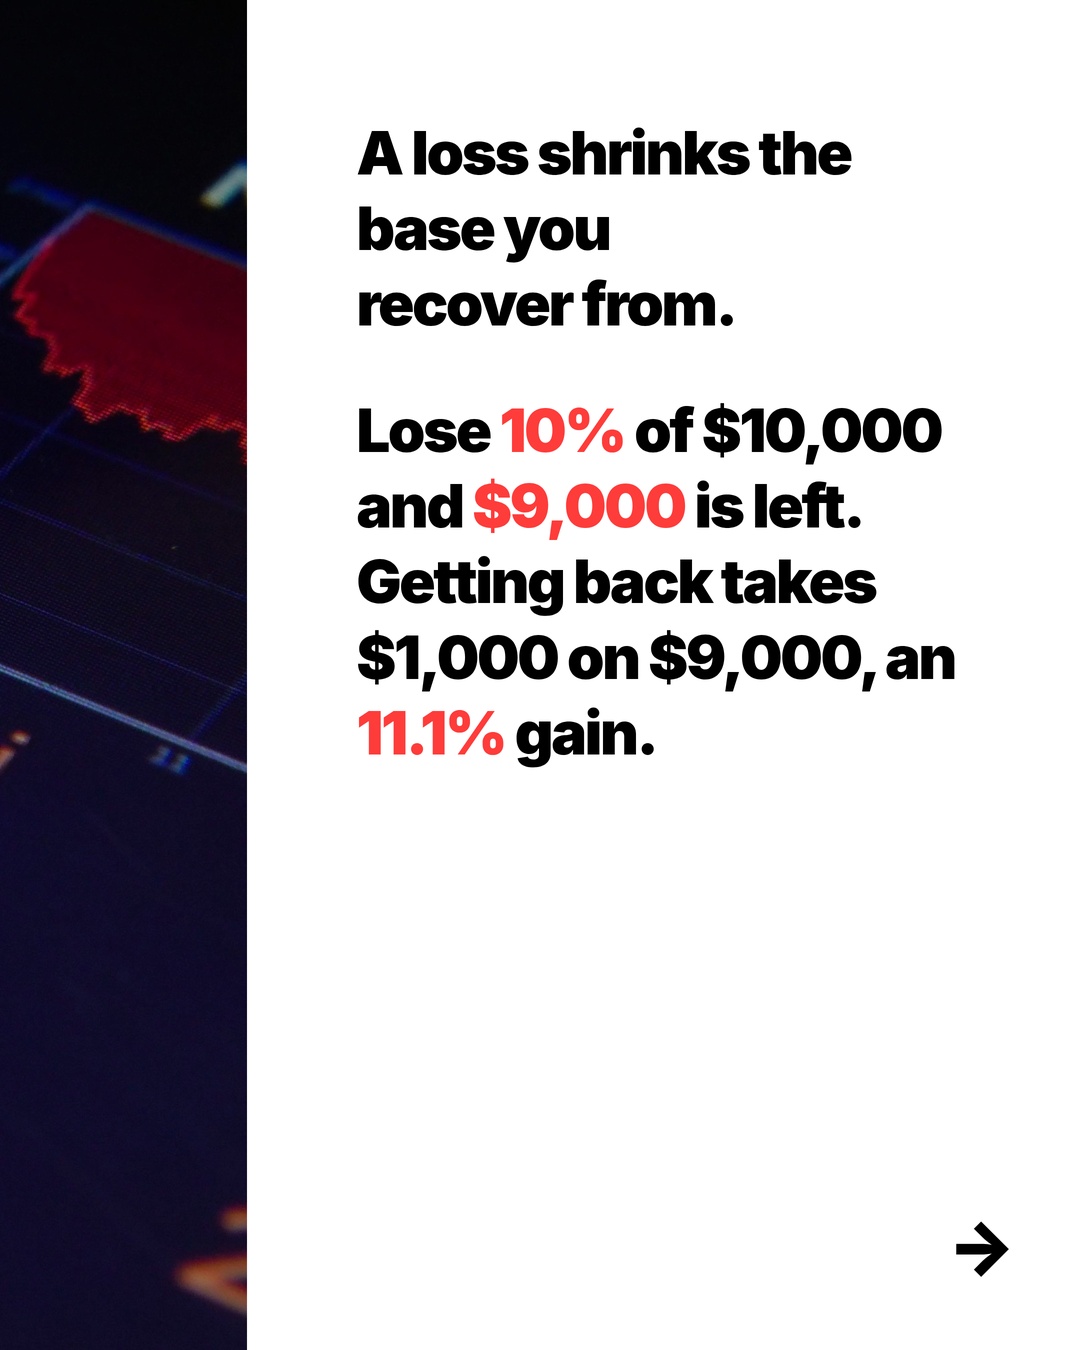 A loss shrinks the
base you
recover from.
Lose 10% of $10,000
and $9,000 is left.
Getting back takes
$1,000 on $9,000, an
11.1% gain.